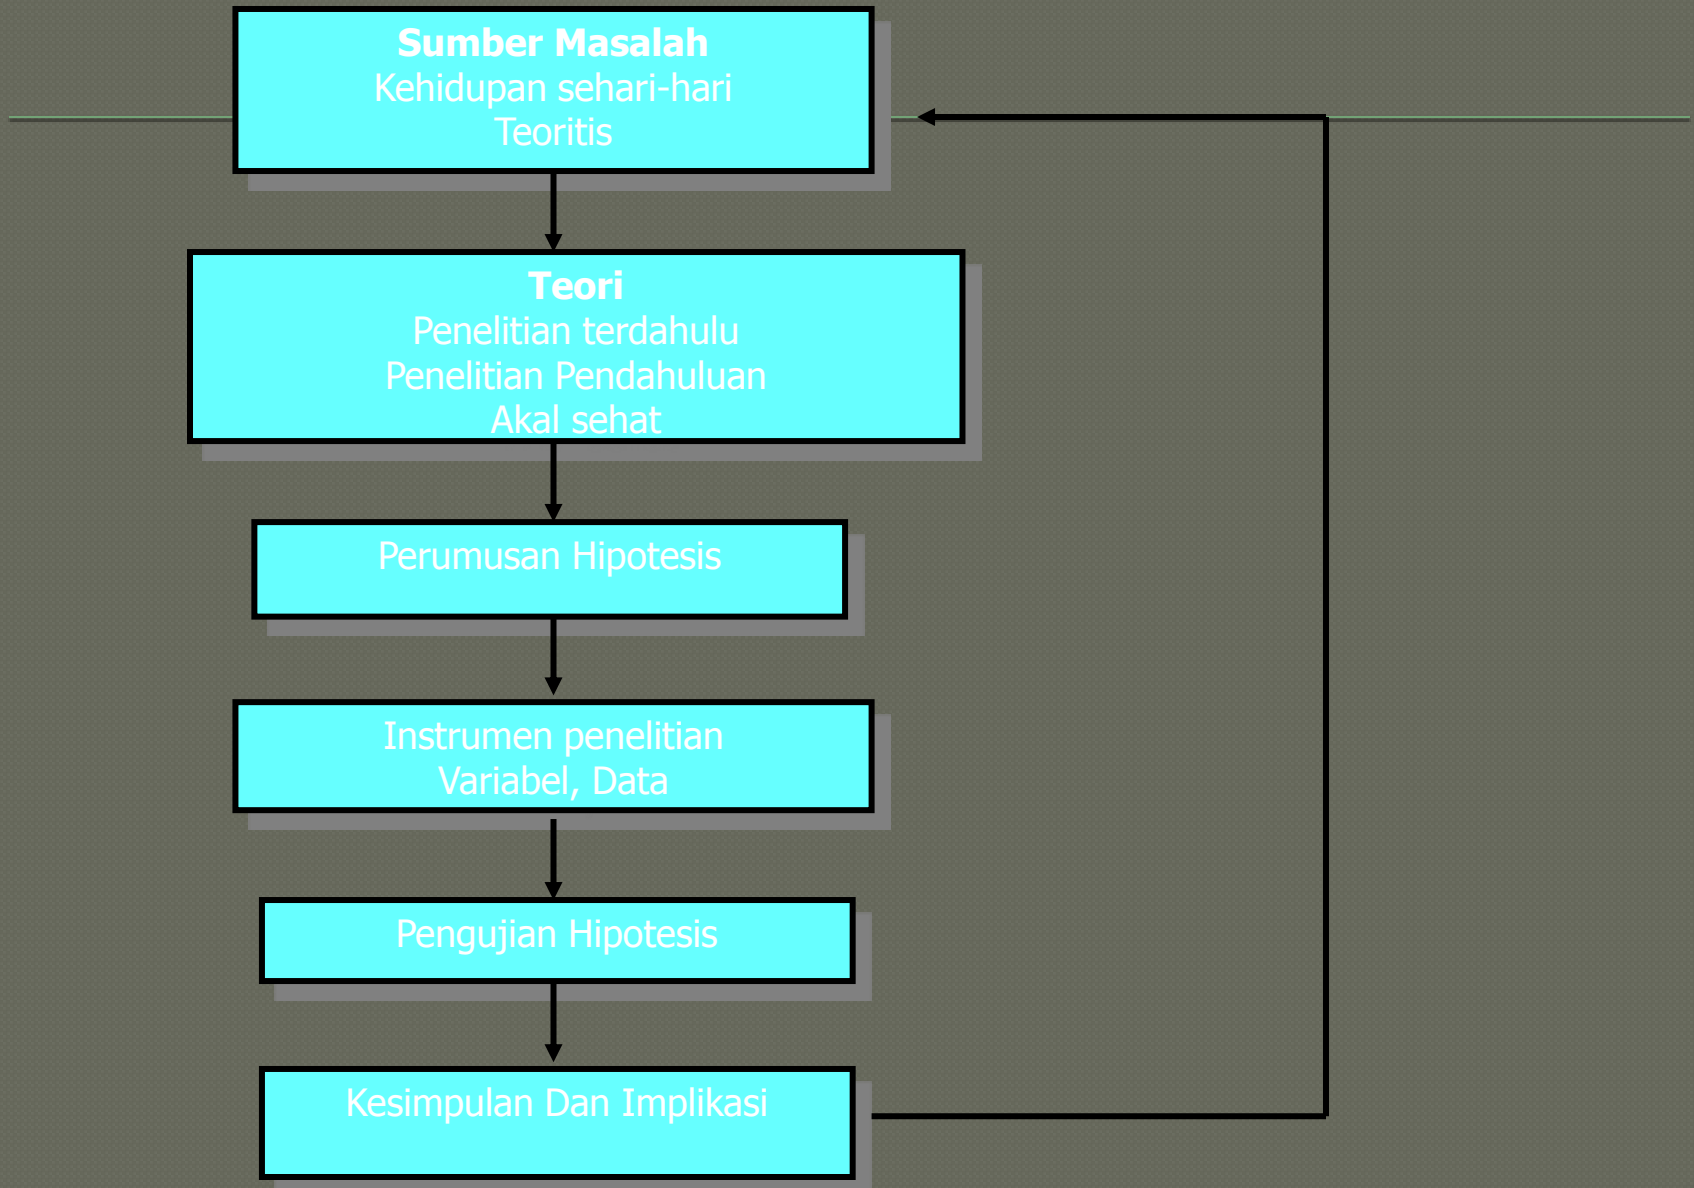 Sumber Masalah
Kehidupan sehari-hari
Teoritis
Teori
Penelitian terdahulu
Penelitian Pendahuluan
Akal sehat
Perumusan Hipotesis
Instrumen penelitian
Variabel, Data
Pengujian Hipotesis
Kesimpulan Dan Implikasi